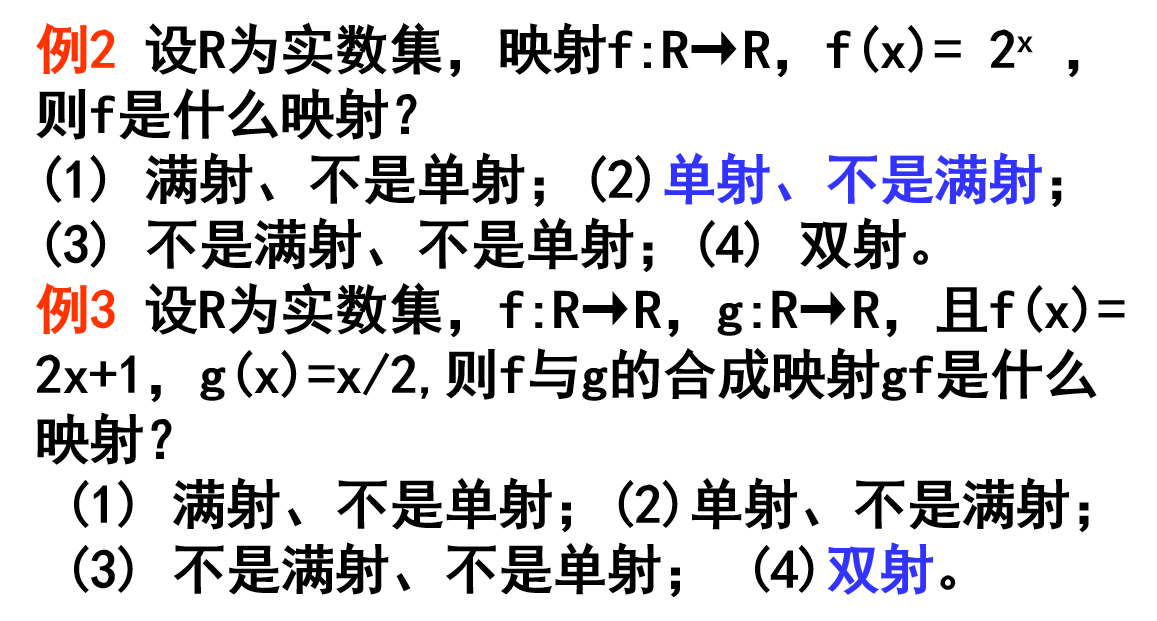 例2 设R为实数集，映射f:R→R，f(x)= 2ˣ ，
则f是什么映射？
(1) 满射、不是单射；(2)单射、不是满射；
(3) 不是满射、不是单射；(4) 双射。
例3 设R为实数集，f:R→R，g:R→R，且f(x)=
2x+1，g(x)=x/2,则f与g的合成映射gf是什么
映射？
(1) 满射、不是单射；(2)单射、不是满射；
(3) 不是满射、不是单射； (4)双射。